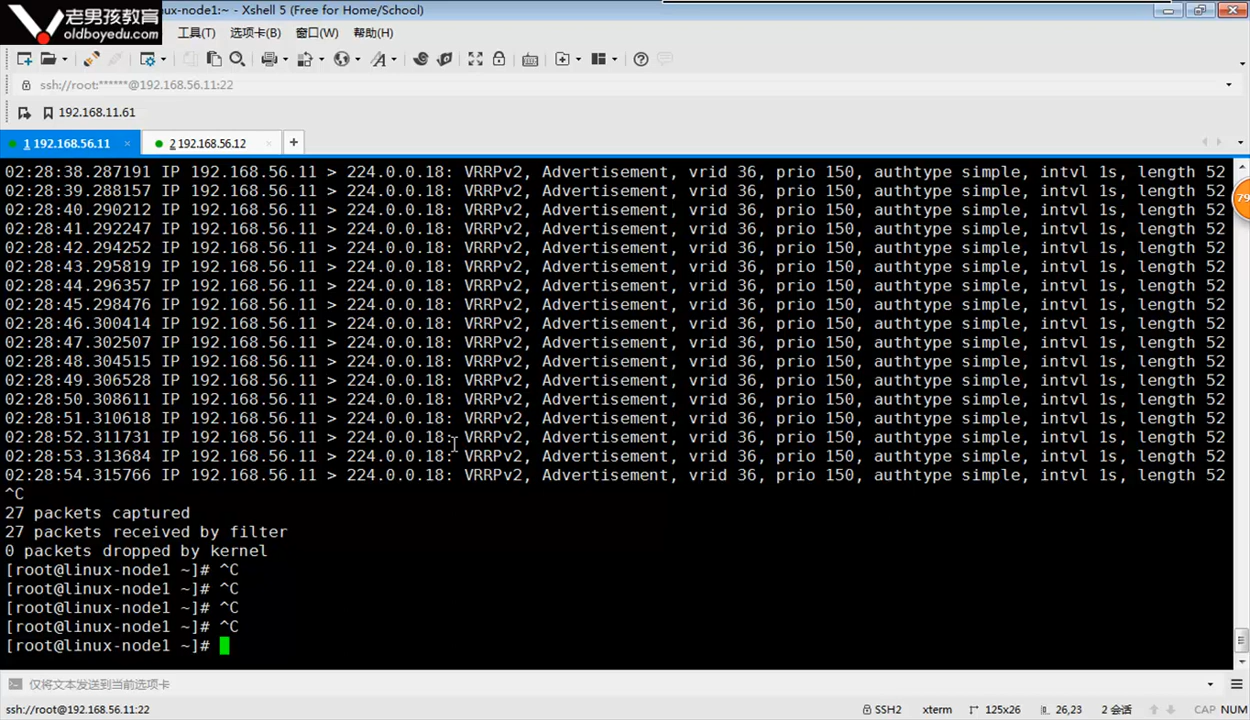 老男孩教育
oldboyedu.com
linux-node1:~ - Xshell 5 (Free for Home/School)
工具(T) 选项卡(B) 窗口(W) 帮助(H)
ssh://root:******@192.168.56.11:22
192.168.11.61
1 192.168.56.11 × 2 192.168.56.12 × +
02:28:38.287191 IP 192.168.56.11 > 224.0.0.18: VRRPv2, Advertisement, vrid 36, prio 150, authtype simple, intvl 1s, length 52
02:28:39.288157 IP 192.168.56.11 > 224.0.0.18: VRRPv2, Advertisement, vrid 36, prio 150, authtype simple, intvl 1s, length 52
02:28:40.290212 IP 192.168.56.11 > 224.0.0.18: VRRPv2, Advertisement, vrid 36, prio 150, authtype simple, intvl 1s, length 52
02:28:41.292247 IP 192.168.56.11 > 224.0.0.18: VRRPv2, Advertisement, vrid 36, prio 150, authtype simple, intvl 1s, length 52
02:28:42.294252 IP 192.168.56.11 > 224.0.0.18: VRRPv2, Advertisement, vrid 36, prio 150, authtype simple, intvl 1s, length 52
02:28:43.295819 IP 192.168.56.11 > 224.0.0.18: VRRPv2, Advertisement, vrid 36, prio 150, authtype simple, intvl 1s, length 52
02:28:44.296357 IP 192.168.56.11 > 224.0.0.18: VRRPv2, Advertisement, vrid 36, prio 150, authtype simple, intvl 1s, length 52
02:28:45.298476 IP 192.168.56.11 > 224.0.0.18: VRRPv2, Advertisement, vrid 36, prio 150, authtype simple, intvl 1s, length 52
02:28:46.300414 IP 192.168.56.11 > 224.0.0.18: VRRPv2, Advertisement, vrid 36, prio 150, authtype simple, intvl 1s, length 52
02:28:47.302507 IP 192.168.56.11 > 224.0.0.18: VRRPv2, Advertisement, vrid 36, prio 150, authtype simple, intvl 1s, length 52
02:28:48.304515 IP 192.168.56.11 > 224.0.0.18: VRRPv2, Advertisement, vrid 36, prio 150, authtype simple, intvl 1s, length 52
02:28:49.306528 IP 192.168.56.11 > 224.0.0.18: VRRPv2, Advertisement, vrid 36, prio 150, authtype simple, intvl 1s, length 52
02:28:50.308611 IP 192.168.56.11 > 224.0.0.18: VRRPv2, Advertisement, vrid 36, prio 150, authtype simple, intvl 1s, length 52
02:28:51.310618 IP 192.168.56.11 > 224.0.0.18: VRRPv2, Advertisement, vrid 36, prio 150, authtype simple, intvl 1s, length 52
02:28:52.311731 IP 192.168.56.11 > 224.0.0.18: VRRPv2, Advertisement, vrid 36, prio 150, authtype simple, intvl 1s, length 52
02:28:53.313684 IP 192.168.56.11 > 224.0.0.18: VRRPv2, Advertisement, vrid 36, prio 150, authtype simple, intvl 1s, length 52
02:28:54.315766 IP 192.168.56.11 > 224.0.0.18: VRRPv2, Advertisement, vrid 36, prio 150, authtype simple, intvl 1s, length 52
^C
27 packets captured
27 packets received by filter
0 packets dropped by kernel
[root@linux-node1 ~]# ^C
[root@linux-node1 ~]# ^C
[root@linux-node1 ~]# ^C
[root@linux-node1 ~]# ^C
[root@linux-node1 ~]#
79
仅将文本发送到当前选项卡
ssh://root@192.168.56.11:22 SSH2 xterm 125x26 26,23 2 会话 CAP NUM